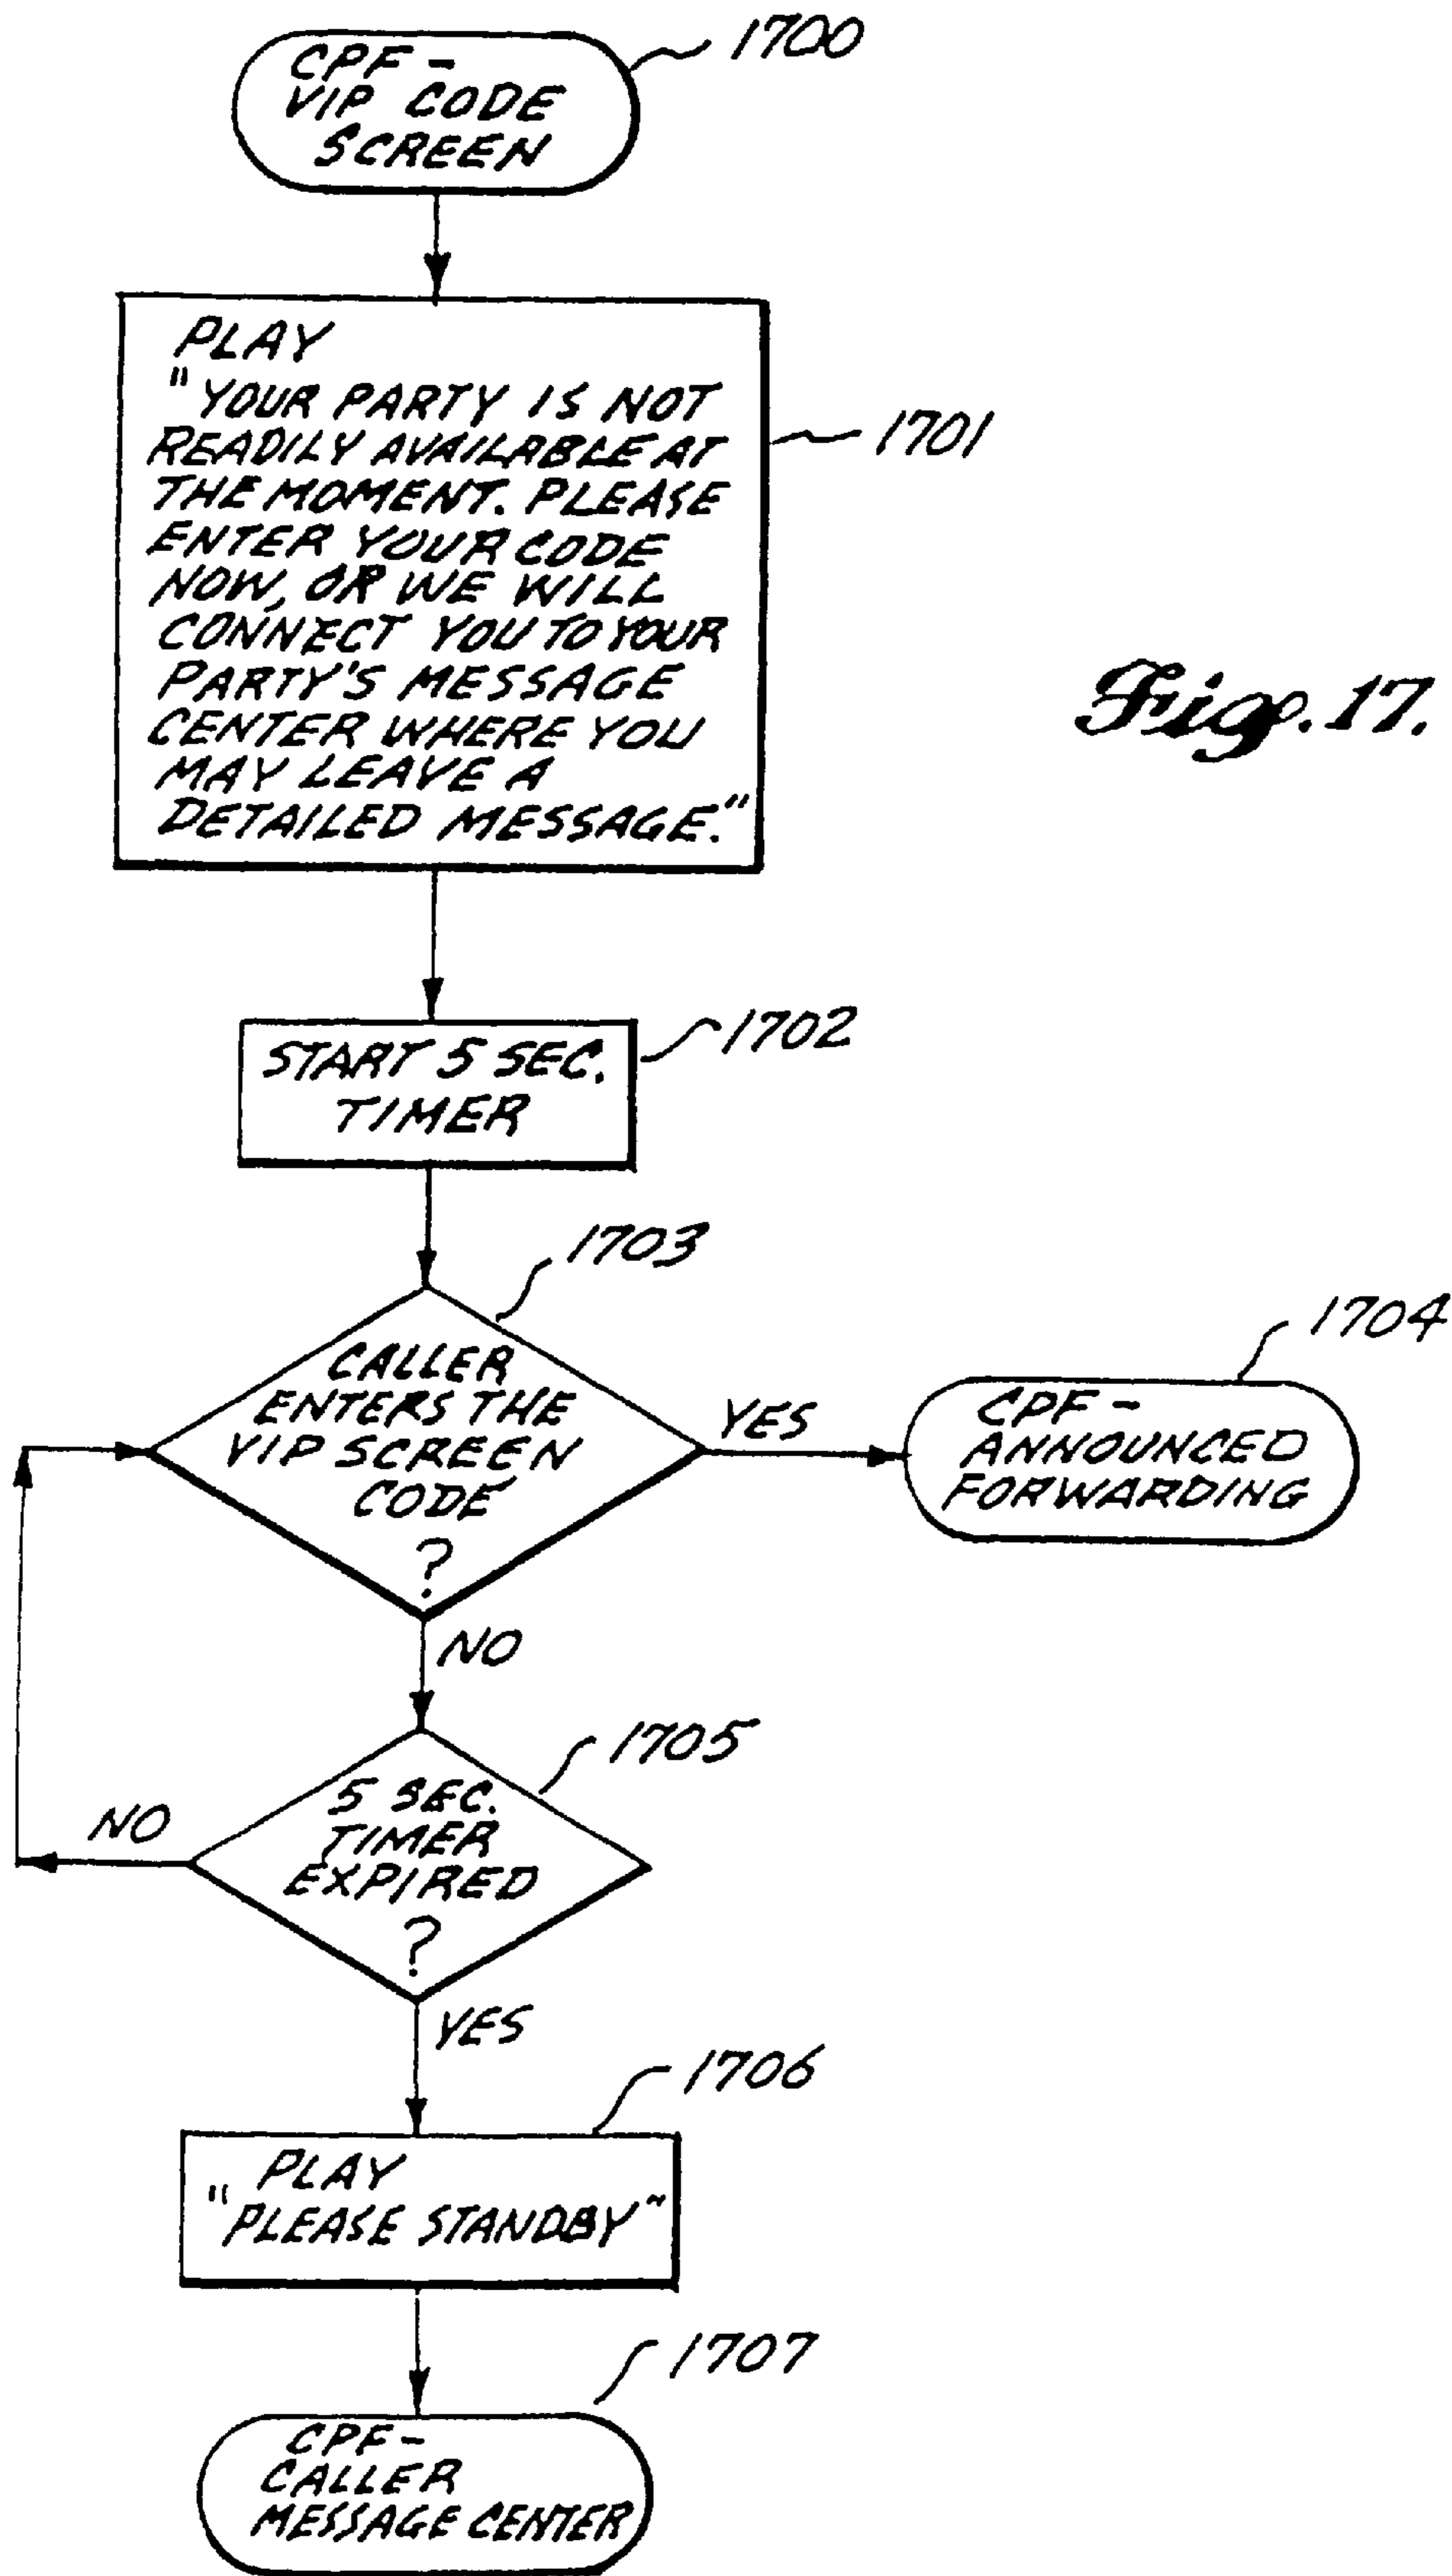 CPF -
VIP CODE
SCREEN
1700
PLAY
"YOUR PARTY IS NOT
READILY AVAILABLE AT
THE MOMENT. PLEASE
ENTER YOUR CODE
NOW, OR WE WILL
CONNECT YOU TO YOUR
PARTY'S MESSAGE
CENTER WHERE YOU
MAY LEAVE A
DETAILED MESSAGE."
1701
Fig. 17.
START 5 SEC.
TIMER
1702
CALLER
ENTERS THE
VIP SCREEN
CODE
?
1703
YES
CPF -
ANNOUNCED
FORWARDING
1704
NO
5 SEC.
TIMER
EXPIRED
?
1705
NO
YES
PLAY
"PLEASE STANDBY"
1706
CPF -
CALLER
MESSAGE CENTER
1707